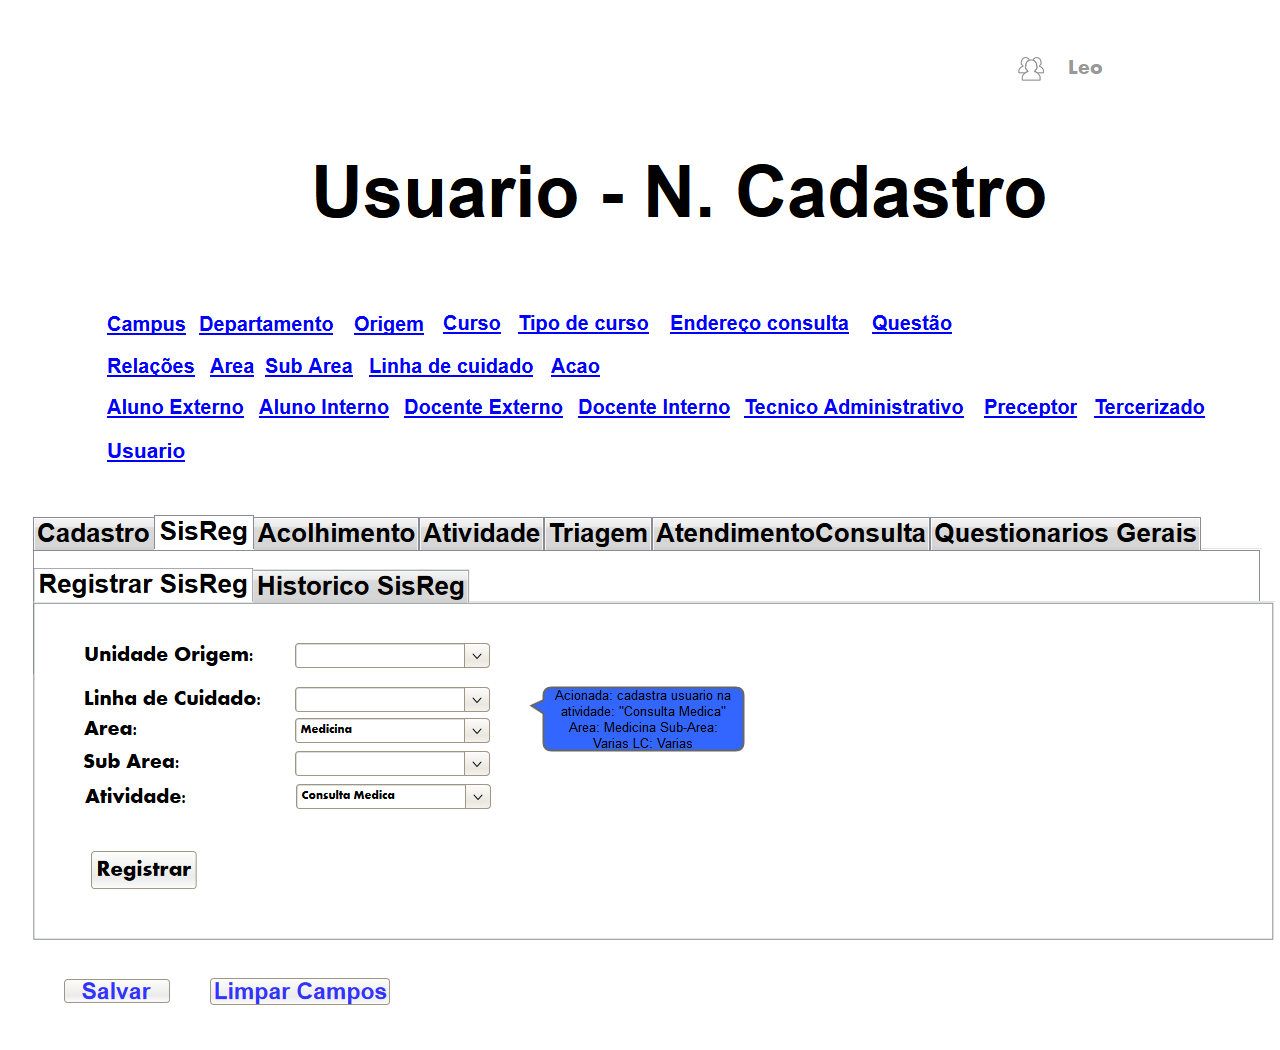 Leo
Usuario - N. Cadastro
Campus Departamento Origem Curso Tipo de curso Endereço consulta Questão
Relações Area Sub Area Linha de cuidado Acao
Aluno Externo Aluno Interno Docente Externo Docente Interno Tecnico Administrativo Preceptor Tercerizado
Usuario
Cadastro SisReg Acolhimento Atividade Triagem AtendimentoConsulta Questionarios Gerais
Registrar SisReg Historico SisReg
Unidade Origem:
Linha de Cuidado:
Area: Medicina
Sub Area:
Atividade: Consulta Medica
Acionada: cadastra usuario na
atividade: "Consulta Medica"
Area: Medicina Sub-Area:
Varias LC: Varias
Registrar
Salvar Limpar Campos